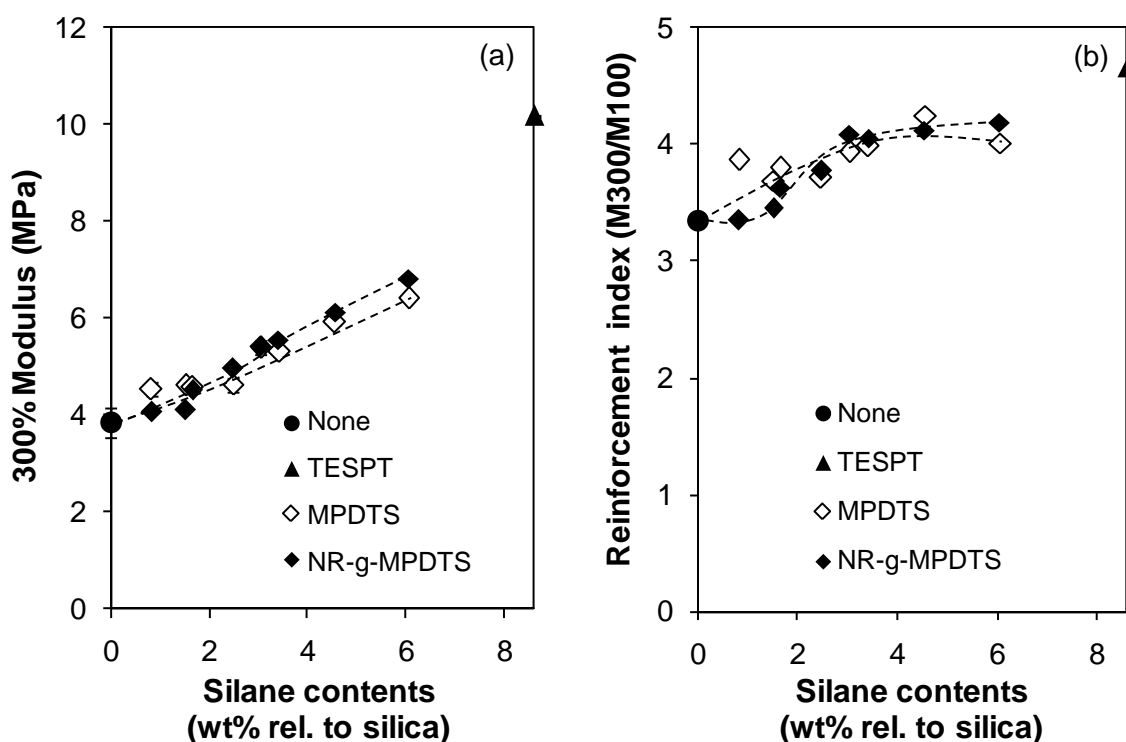 (a)
300% Modulus (MPa)
12
10
8
6
4
2
0
None
TESPT
MPDTS
NR-g-MPDTS
0 2 4 6 8
Silane contents
(wt% rel. to silica)
(b)
Reinforcement index (M300/M100)
5
4
3
2
1
0
None
TESPT
MPDTS
NR-g-MPDTS
0 2 4 6 8
Silane contents
(wt% rel. to silica)